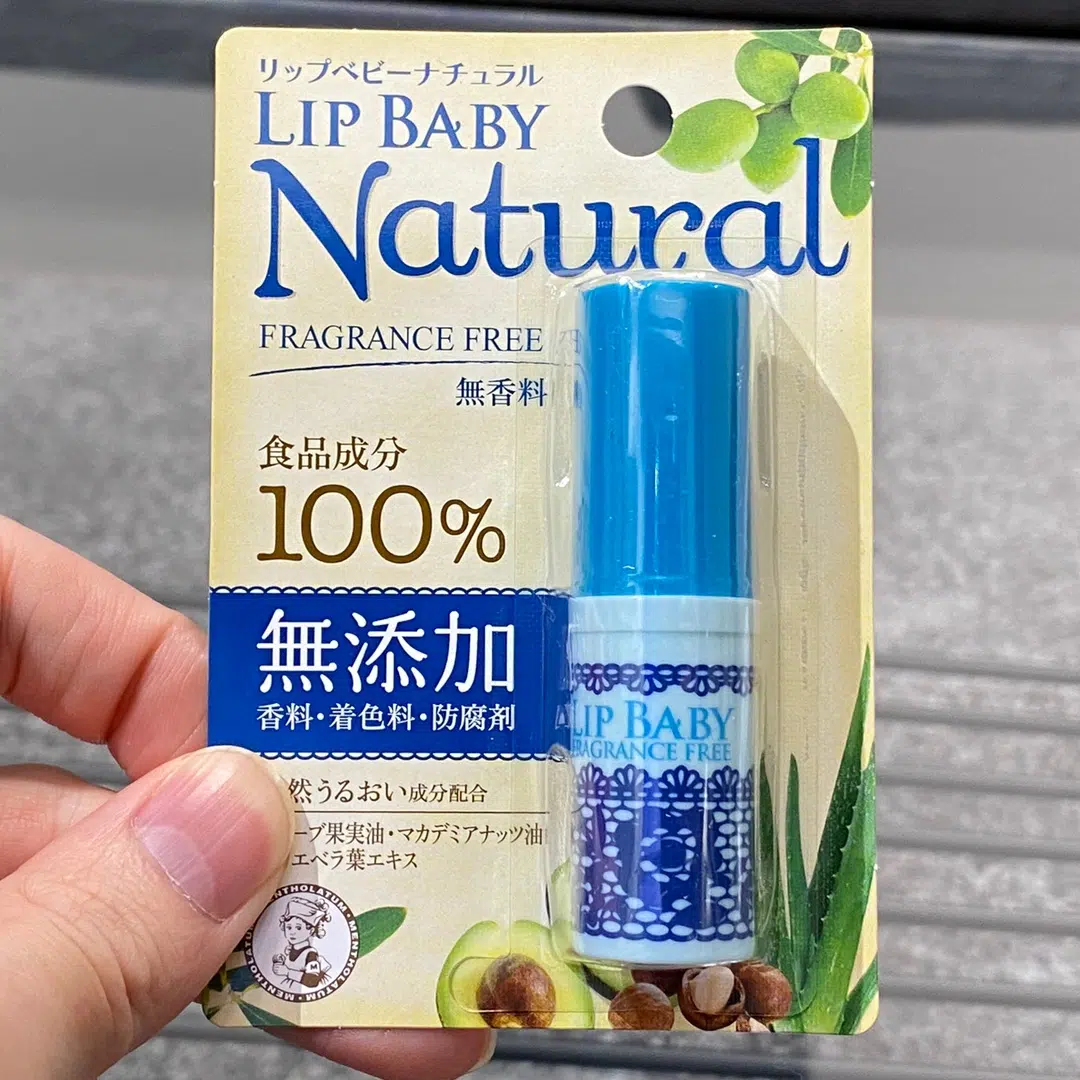 リップベビーナチュラル
LIP BABY
Natural
FRAGRANCE FREE
無香料
食品成分
100%
無添加
香料・着色料・防腐剤
然うるおい成分配合
ーブ果実油・マカデミアナッツ油
エベラ葉エキス
MENTHOLATUM・MENTHOLATUM・MENTHOLATUM
M
LIP BABY
FRAGRANCE FREE